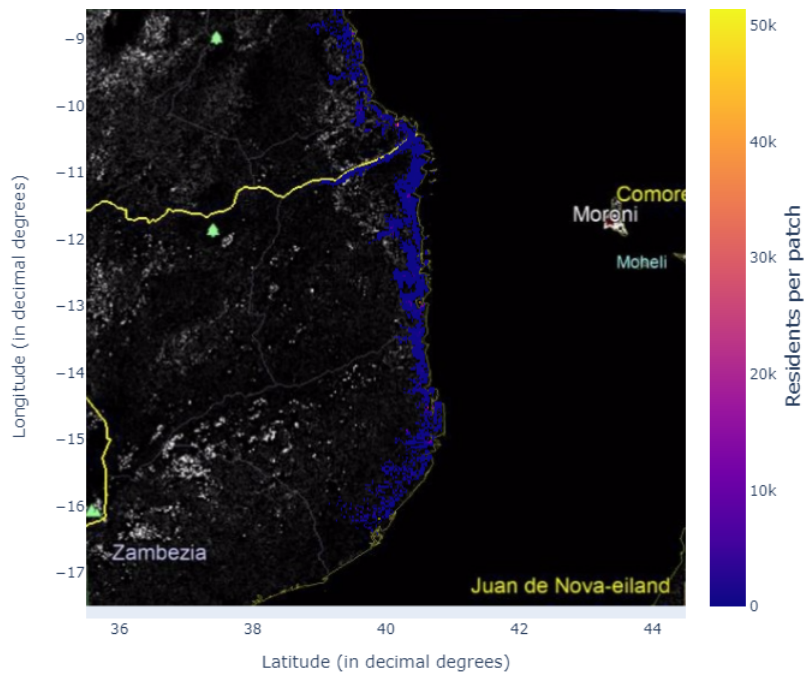 −9
−10
−11
−12
−13
−14
−15
−16
−17
Longitude (in decimal degrees)
36
38
40
42
44
Latitude (in decimal degrees)
Comore
Moroni
Moheli
Zambezia
Juan de Nova-eiland
50k
40k
30k
20k
10k
0
Residents per patch